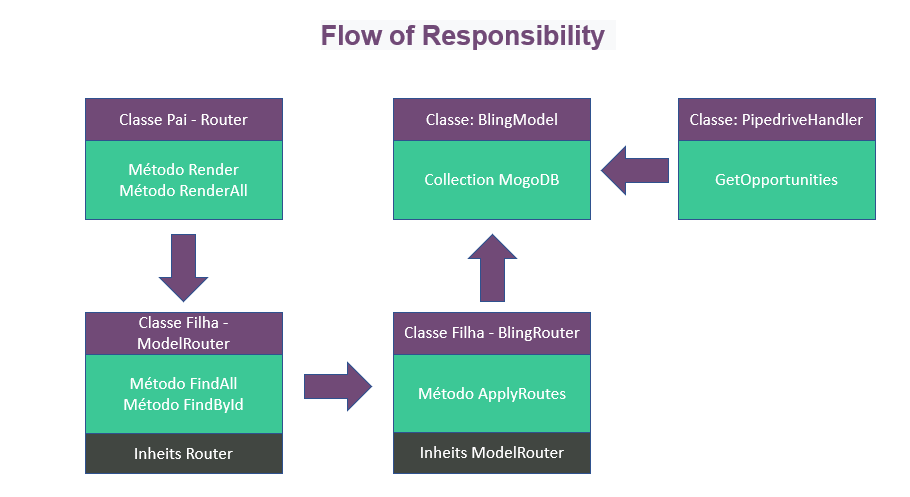 Flow of Responsibility
Classe Pai - Router
Método Render
Método RenderAll
Classe: BlingModel
Collection MogoDB
Classe: PipedriveHandler
GetOpportunities
Classe Filha -
ModelRouter
Método FindAll
Método FindById
Inheits Router
Classe Filha - BlingRouter
Método ApplyRoutes
Inheits ModelRouter